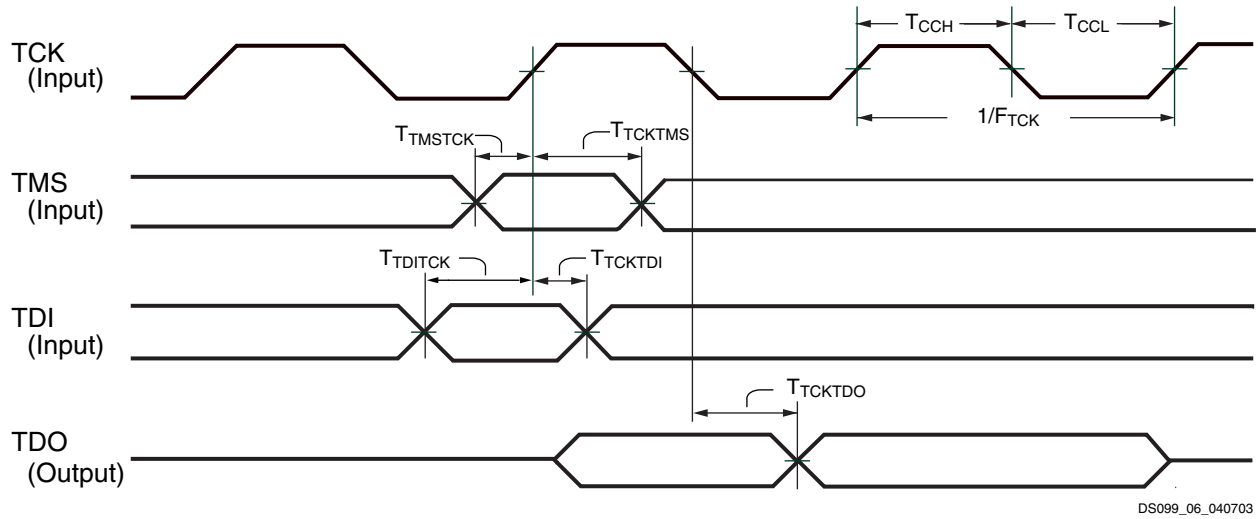 TCK
(Input)
TCCH
TCCL
1/FTCK
TTMSTCK
TTCKTMS
TMS
(Input)
TTDITCK
TTCKTDI
TDI
(Input)
TTCKTDO
TDO
(Output)
DS099_06_040703